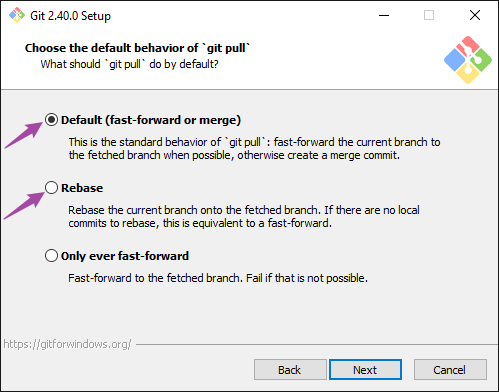 Git 2.40.0 Setup
Choose the default behavior of `git pull`
What should `git pull` do by default?
Default (fast-forward or merge)
This is the standard behavior of `git pull`: fast-forward the current branch to
the fetched branch when possible, otherwise create a merge commit.
Rebase
Rebase the current branch onto the fetched branch. If there are no local
commits to rebase, this is equivalent to a fast-forward.
Only ever fast-forward
Fast-forward to the fetched branch. Fail if that is not possible.
https://gitforwindows.org/
Back
Next
Cancel